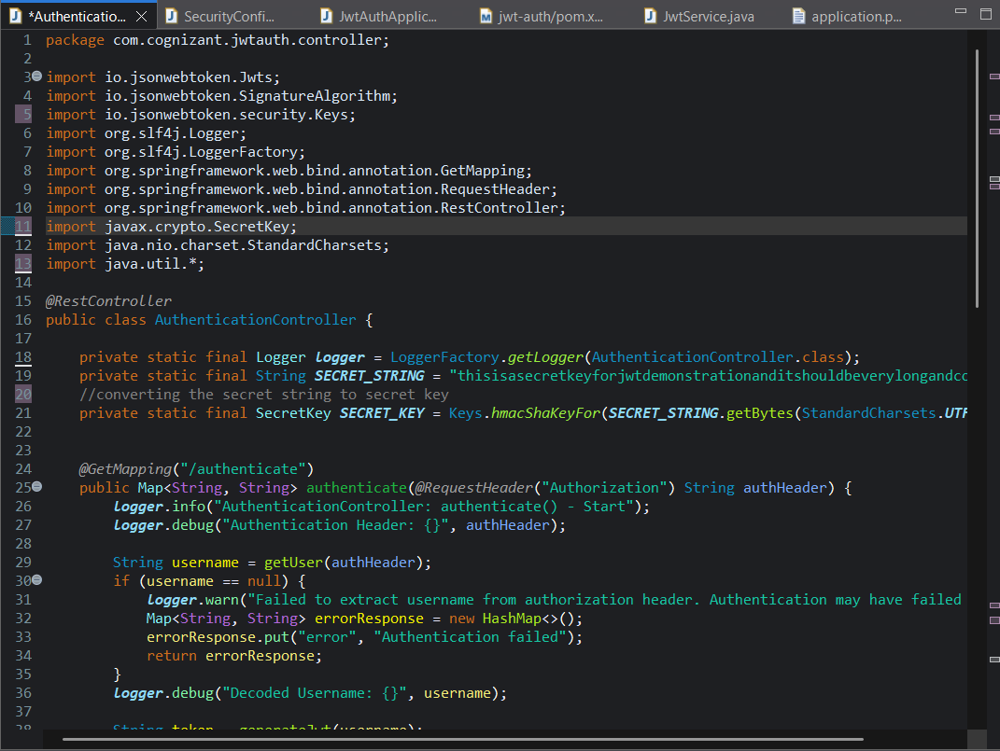 *Authenticatio... SecurityConfi... JwtAuthApplic... jwt-auth/pom.x... JwtService.java application.p...
1 package com.cognizant.jwtauth.controller;
2
3 import io.jsonwebtoken.Jwts;
4 import io.jsonwebtoken.SignatureAlgorithm;
5 import io.jsonwebtoken.security.Keys;
6 import org.slf4j.Logger;
7 import org.slf4j.LoggerFactory;
8 import org.springframework.web.bind.annotation.GetMapping;
9 import org.springframework.web.bind.annotation.RequestHeader;
10 import org.springframework.web.bind.annotation.RestController;
11 import javax.crypto.SecretKey;
12 import java.nio.charset.StandardCharsets;
13 import java.util.*;
14
15 @RestController
16 public class AuthenticationController {
17
18 private static final Logger logger = LoggerFactory.getLogger(AuthenticationController.class);
19 private static final String SECRET_STRING = "thisisasecretkeyforjwtdemonstrationanditshouldbeverylongandco
20 //converting the secret string to secret key
21 private static final SecretKey SECRET_KEY = Keys.hmacShaKeyFor(SECRET_STRING.getBytes(StandardCharsets.UTF
22
23
24 @GetMapping("/authenticate")
25 public Map<String, String> authenticate(@RequestHeader("Authorization") String authHeader) {
26 logger.info("AuthenticationController: authenticate() - Start");
27 logger.debug("Authentication Header: {}", authHeader);
28
29 String username = getUser(authHeader);
30 if (username == null) {
31 logger.warn("Failed to extract username from authorization header. Authentication may have failed
32 Map<String, String> errorResponse = new HashMap<>();
33 errorResponse.put("error", "Authentication failed");
34 return errorResponse;
35 }
36 logger.debug("Decoded Username: {}", username);
37
38 String token = generateJwt(username);